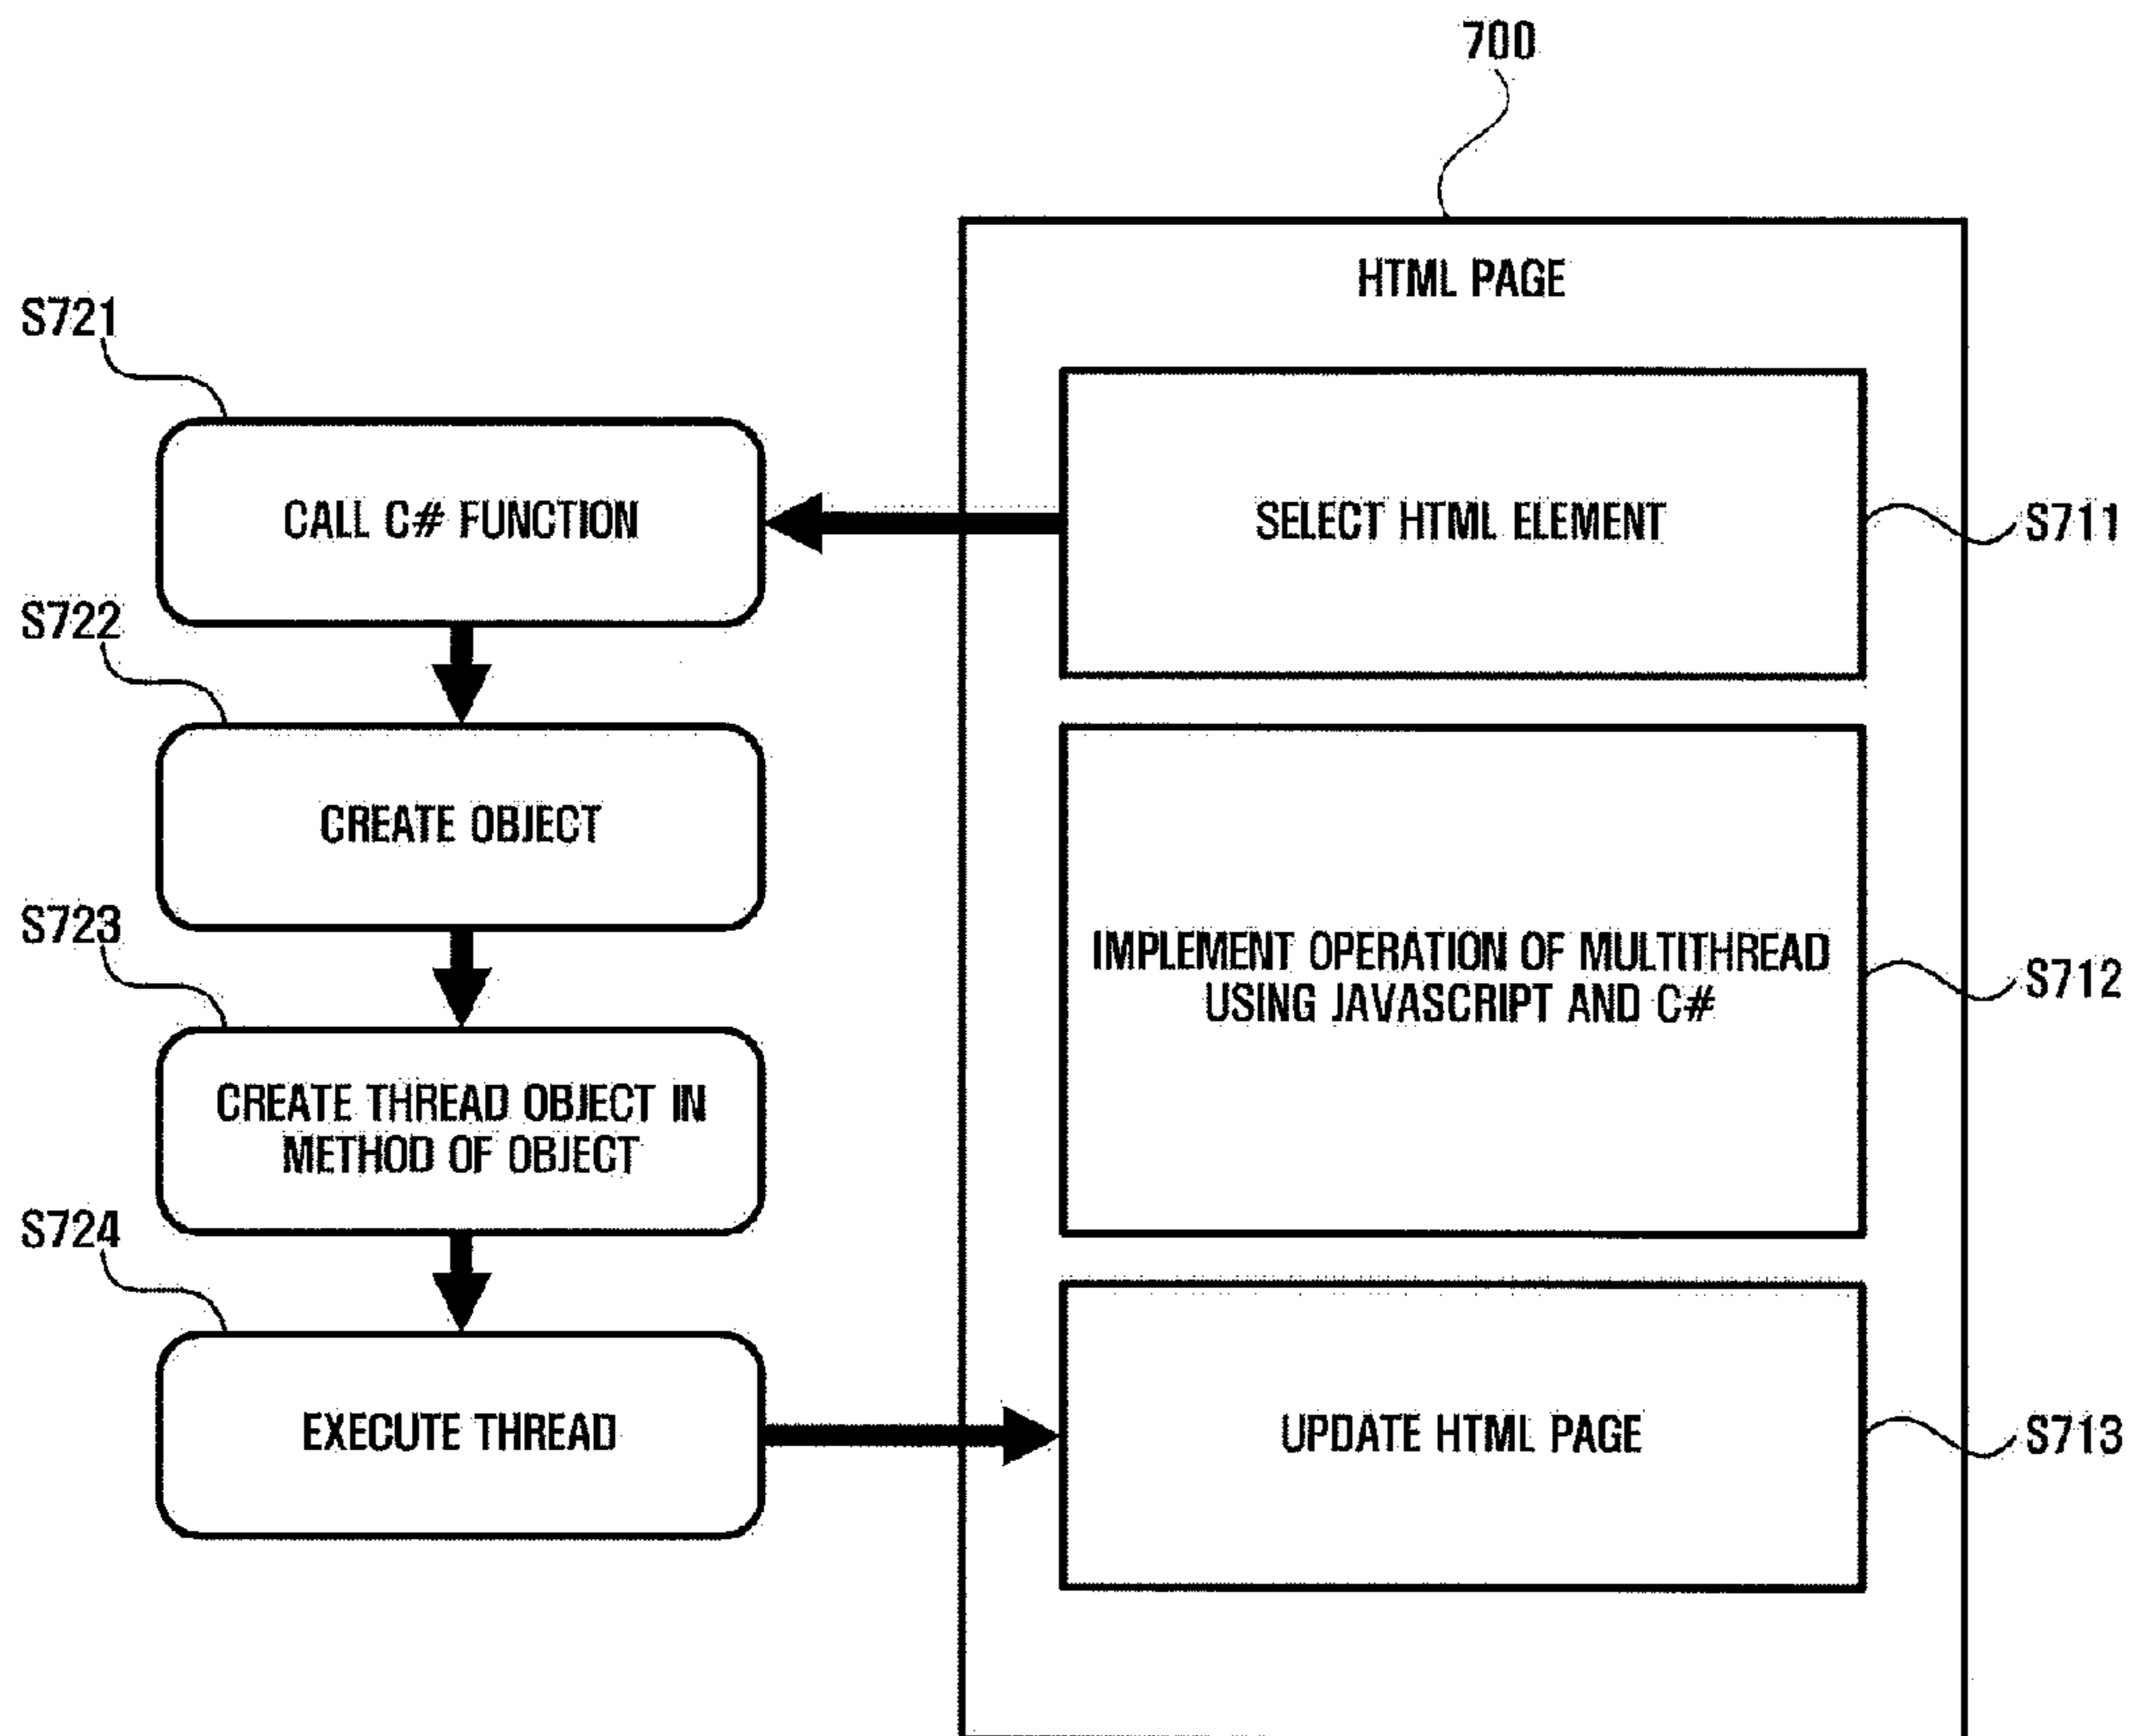 700
HTML PAGE
S721
CALL C# FUNCTION
SELECT HTML ELEMENT
S711
S722
CREATE OBJECT
S723
IMPLEMENT OPERATION OF MULTITHREAD
USING JAVASCRIPT AND C#
S712
CREATE THREAD OBJECT IN
METHOD OF OBJECT
S724
EXECUTE THREAD
UPDATE HTML PAGE
S713